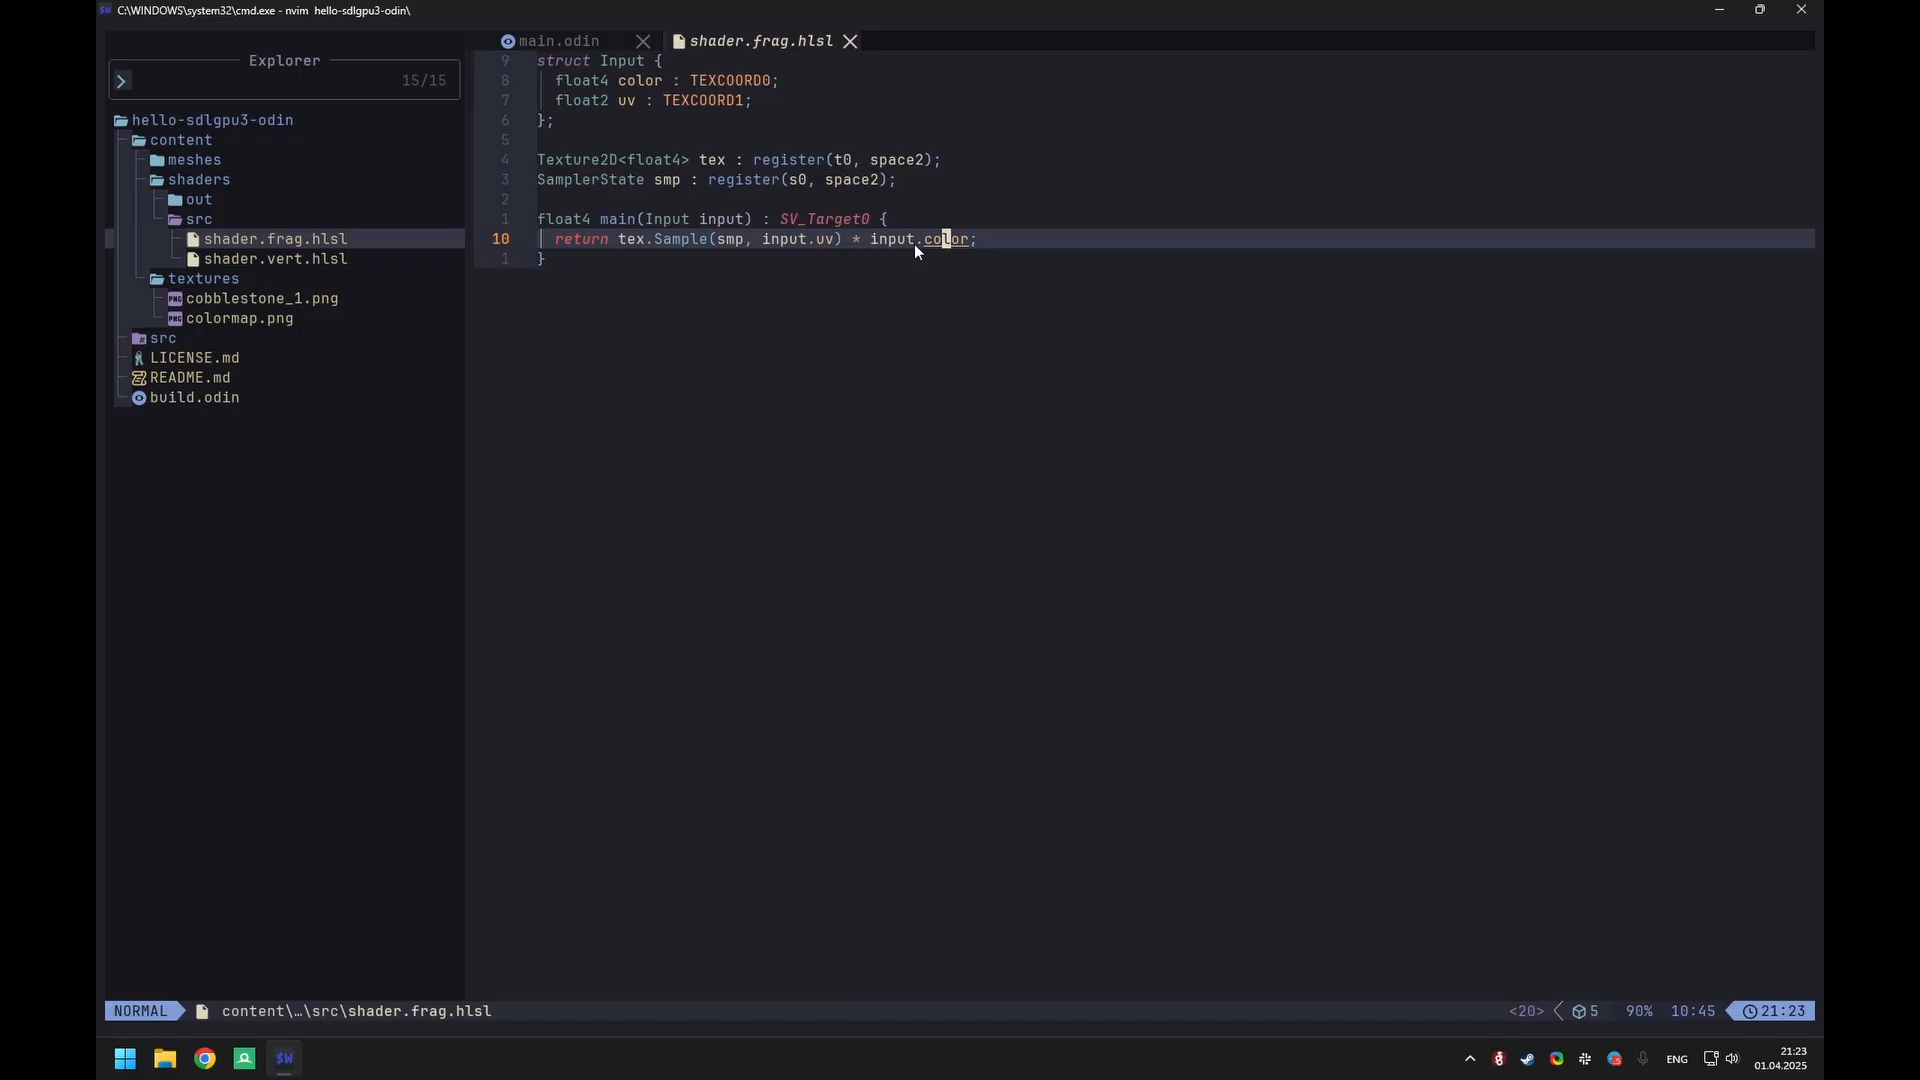 C:\WINDOWS\system32\cmd.exe - nvim  hello-sdlgpu3-odin\
main.odin
shader.frag.hlsl
Explorer
15/15
hello-sdlgpu3-odin
content
meshes
shaders
out
src
shader.frag.hlsl
shader.vert.hlsl
textures
PNG cobblestone_1.png
PNG colormap.png
src
LICENSE.md
README.md
build.odin
9 struct Input {
8 float4 color : TEXCOORD0;
7 float2 uv : TEXCOORD1;
6 };
5
4 Texture2D<float4> tex : register(t0, space2);
3 SamplerState smp : register(s0, space2);
2
1 float4 main(Input input) : SV_Target0 {
10 return tex.Sample(smp, input.uv) * input.color;
1 }
NORMAL content\…\src\shader.frag.hlsl <20> 5 90% 10:45 21:23
$W ENG 21:23
01.04.2025